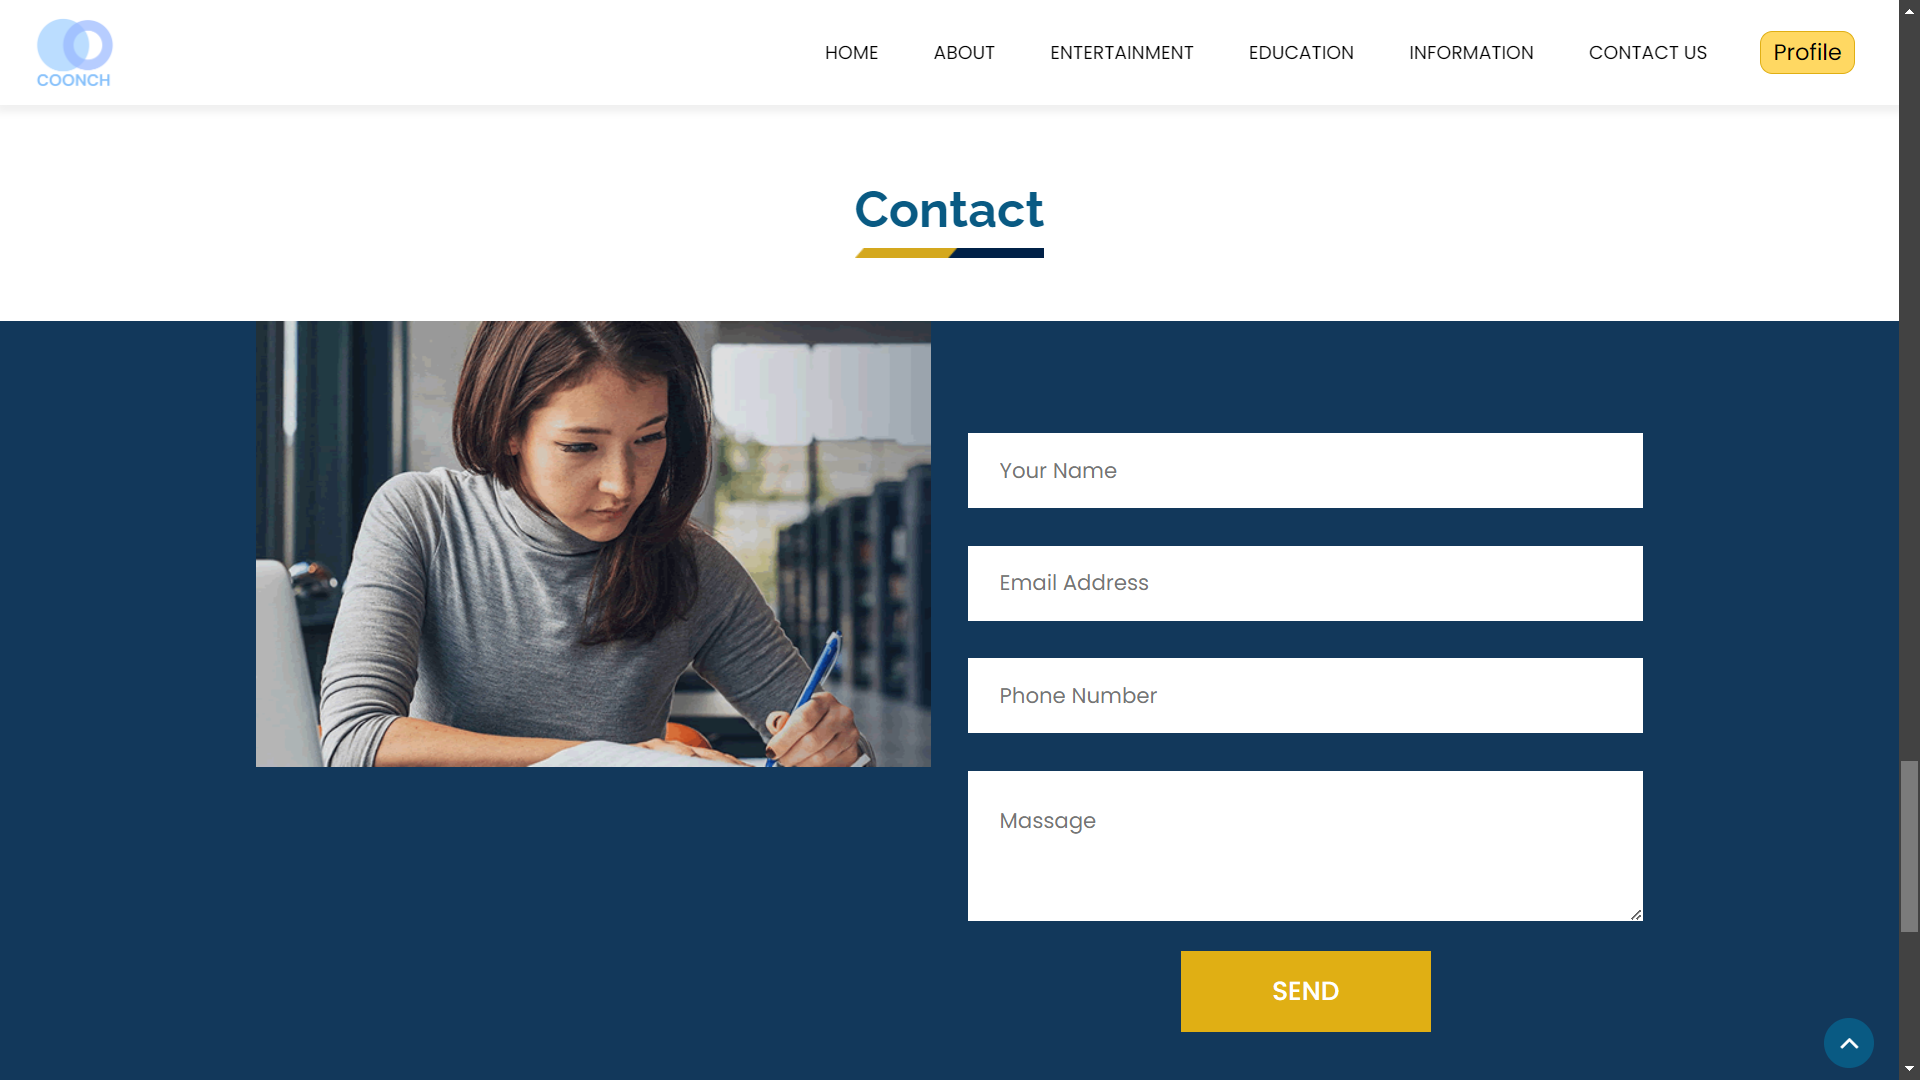 COONCH
HOME ABOUT ENTERTAINMENT EDUCATION INFORMATION CONTACT US Profile
Contact
Your Name
Email Address
Phone Number
Massage
SEND